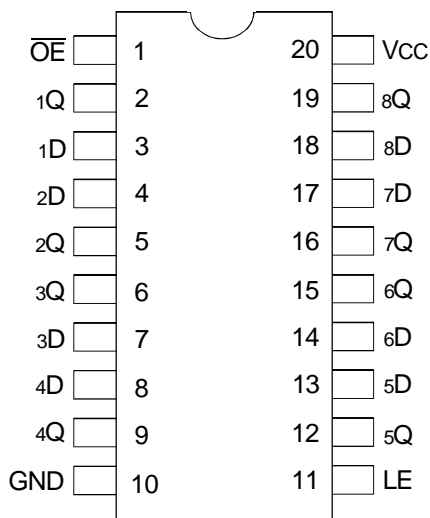 OE 1 20 VCC
1Q 2 19 8Q
1D 3 18 8D
2D 4 17 7D
2Q 5 16 7Q
3Q 6 15 6Q
3D 7 14 6D
4D 8 13 5D
4Q 9 12 5Q
GND 10 11 LE